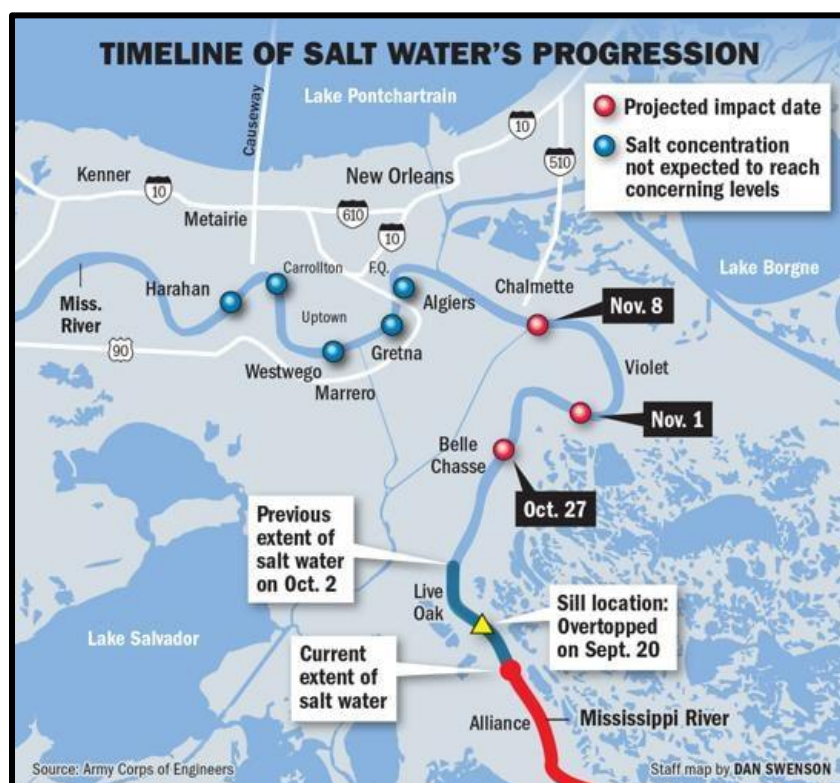 TIMELINE OF SALT WATER'S PROGRESSION
Lake Pontchartrain
Causeway
Projected impact date
Salt concentration
not expected to reach
concerning levels
10
510
Kenner
10
New Orleans
Metairie
610
10
Lake Borgne
Carrollton
F.Q.
Harahan
Algiers
Chalmette
Miss.
River
Nov. 8
Uptown
Gretna
90
Westwego
Marrero
Violet
Nov. 1
Belle
Chasse
Oct. 27
Previous
extent of
salt water
on Oct. 2
Live
Oak
Sill location:
Overtopped
on Sept. 20
Lake Salvador
Current
extent of
salt water
Alliance
Mississippi River
Source: Army Corps of Engineers
Staff map by DAN SWENSON